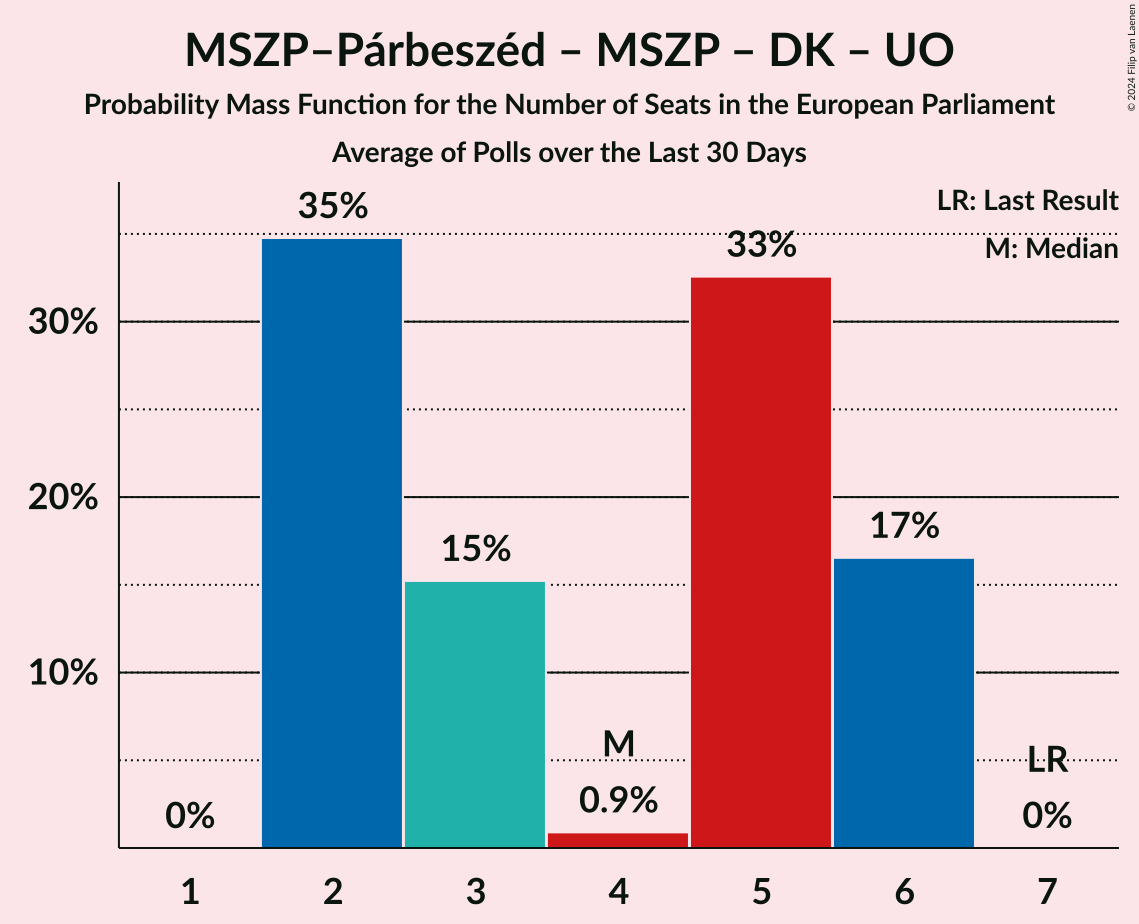 MSZP–Párbeszéd – MSZP – DK – UO
Probability Mass Function for the Number of Seats in the European Parliament
Average of Polls over the Last 30 Days
© 2024 Filip van Laenen
LR: Last Result
M: Median
35%
33%
30%
20%
17%
15%
10%
M
LR
0%
0.9%
0%
1 2 3 4 5 6 7